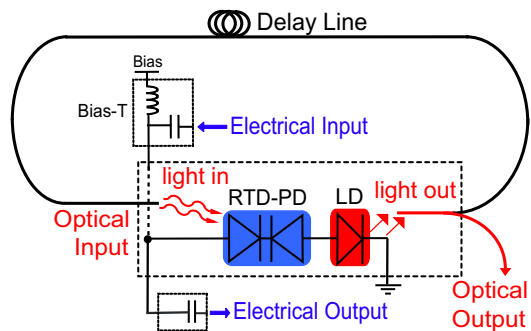 Delay Line
Bias
Bias-T
Electrical Input
light in
RTD-PD
LD
light out
Optical
Input
Electrical Output
Optical
Output